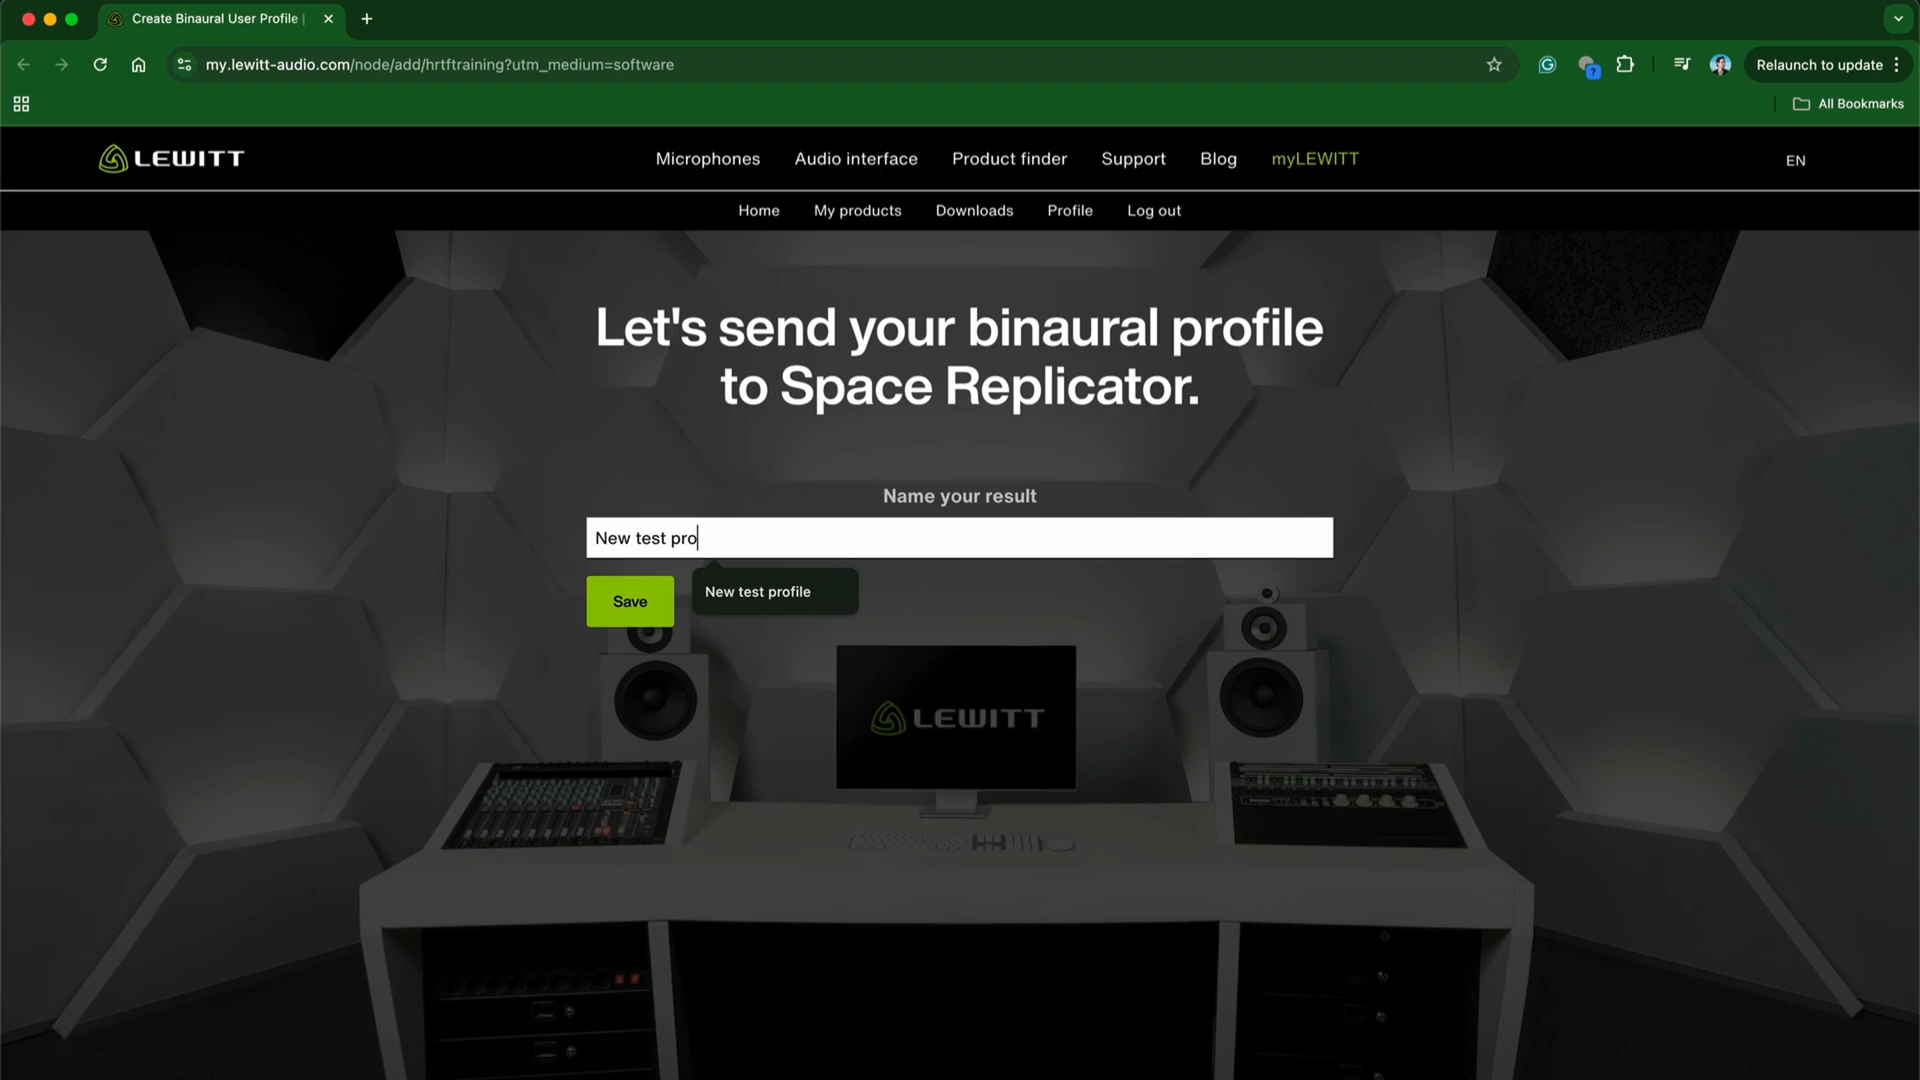 Create Binaural User Profile |
my.lewitt-audio.com/node/add/hrtftraining?utm_medium=software
Relaunch to update
All Bookmarks
LEWITT
Microphones
Audio interface
Product finder
Support
Blog
myLEWITT
EN
Home
My products
Downloads
Profile
Log out
Let's send your binaural profile
to Space Replicator.
Name your result
New test pro
Save
New test profile
LEWITT